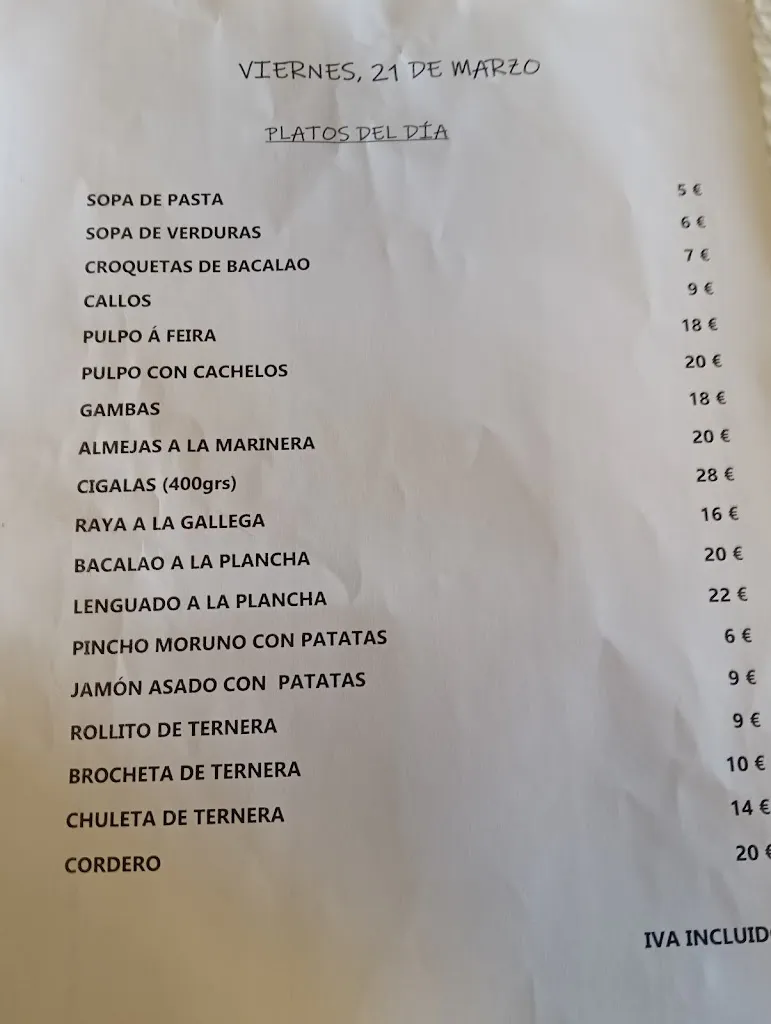 VIERNES, 21 DE MARZO
PLATOS DEL DÍA
SOPA DE PASTA 5 €
SOPA DE VERDURAS 6 €
CROQUETAS DE BACALAO 7 €
CALLOS 9 €
PULPO Á FEIRA 18 €
PULPO CON CACHELOS 20 €
GAMBAS 18 €
ALMEJAS A LA MARINERA 20 €
CIGALAS (400grs) 28 €
RAYA A LA GALLEGA 16 €
BACALAO A LA PLANCHA 20 €
LENGUADO A LA PLANCHA 22 €
PINCHO MORUNO CON PATATAS 6 €
JAMÓN ASADO CON PATATAS 9 €
ROLLITO DE TERNERA 9 €
BROCHETA DE TERNERA 10 €
CHULETA DE TERNERA 14 €
CORDERO 20 €
IVA INCLUID